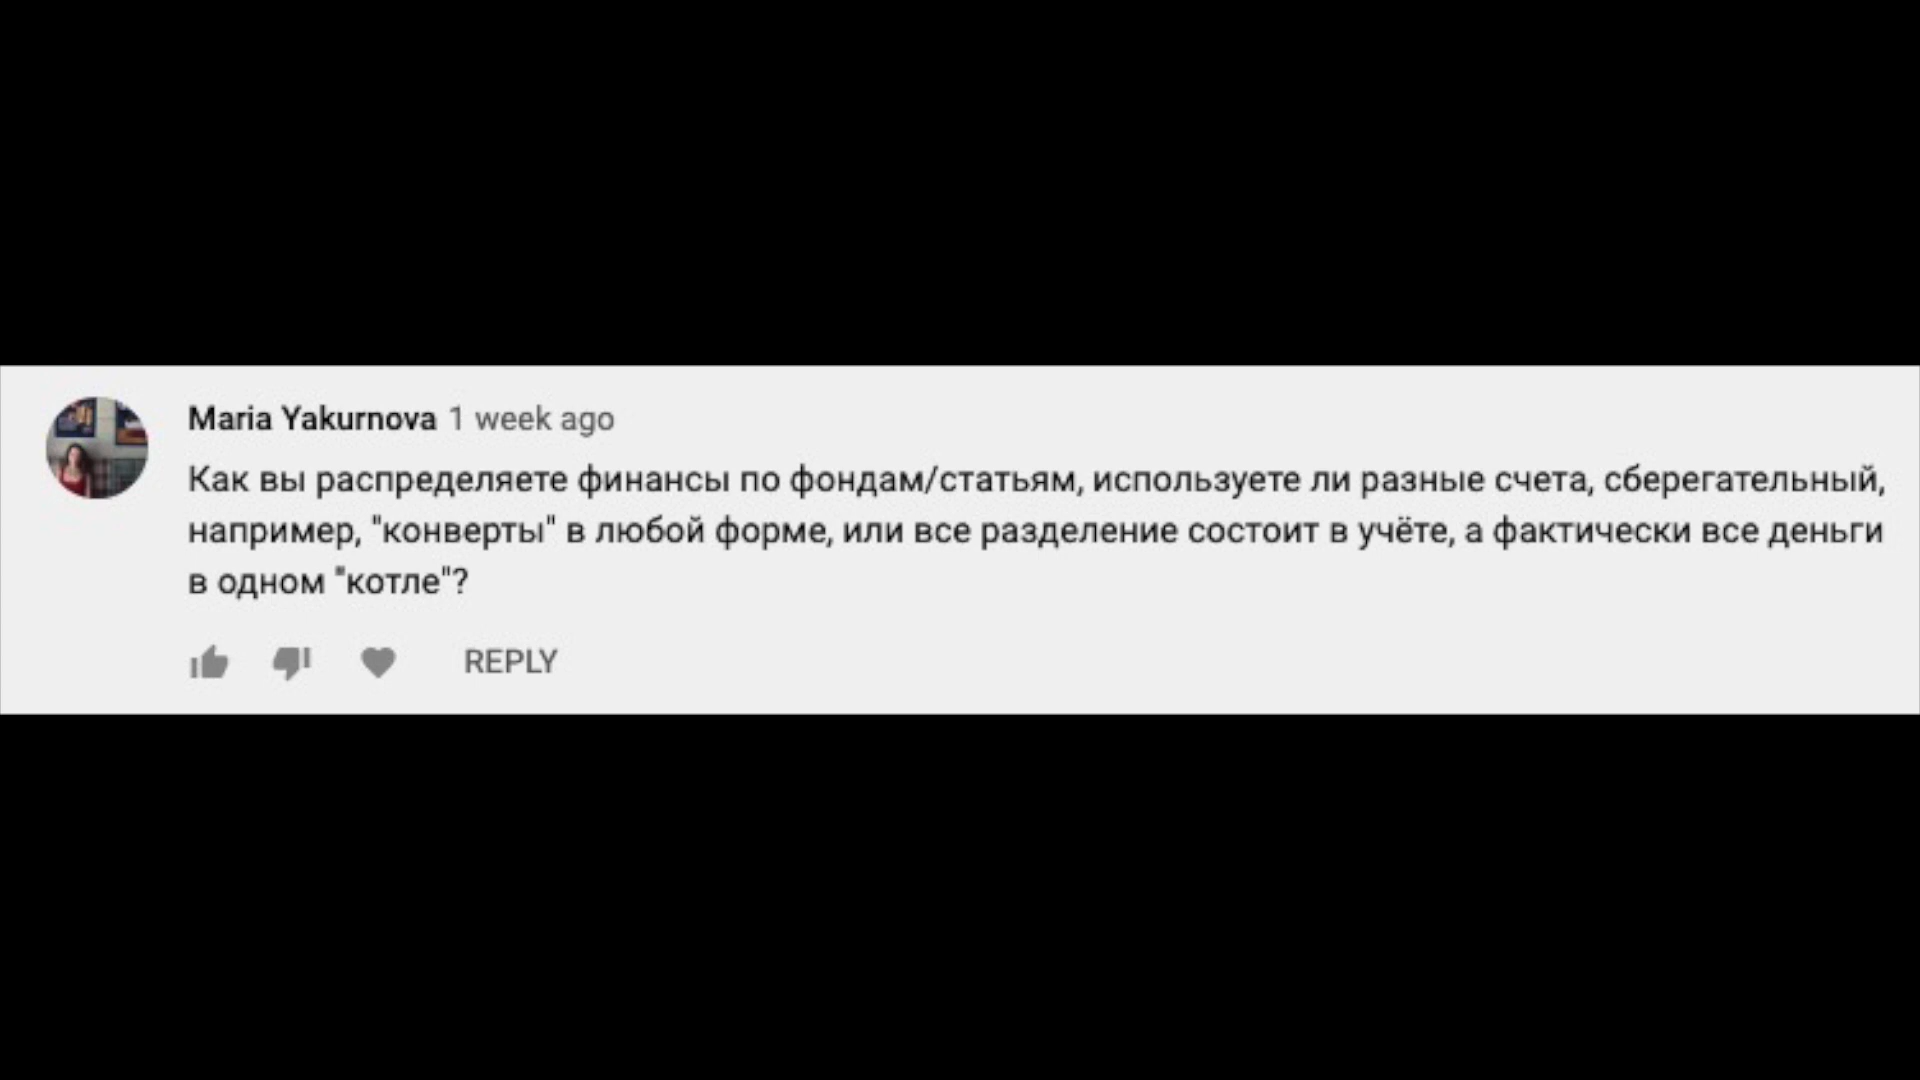 Maria Yakurnova 1 week ago
Как вы распределяете финансы по фондам/статьям, используете ли разные счета, сберегательный,
например, "конверты" в любой форме, или все разделение состоит в учёте, а фактически все деньги
в одном "котле"?
REPLY